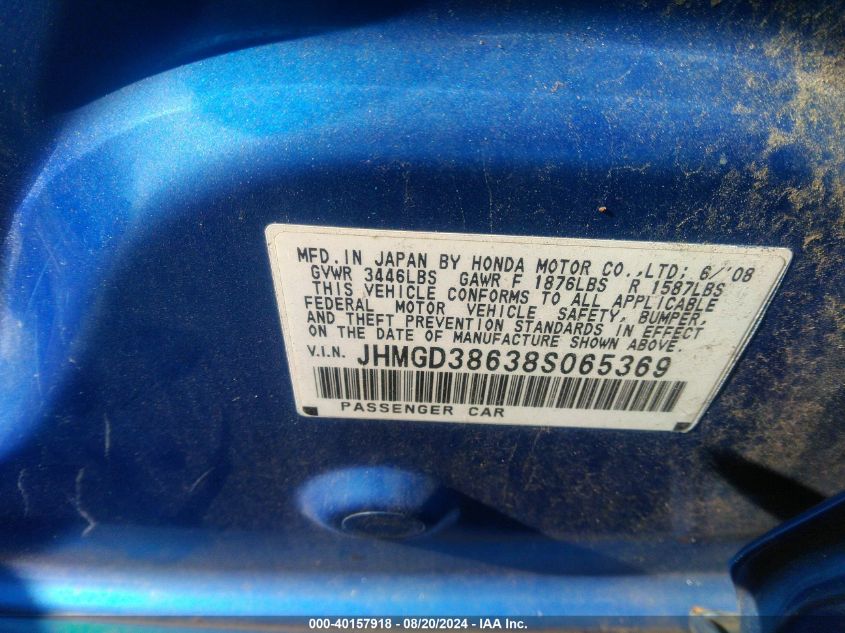 MFD. IN JAPAN BY HONDA MOTOR CO., LTD; 6/'08
GVWR 3446LBS GAWR F 1876LBS R 1587LBS
THIS VEHICLE CONFORMS TO ALL APPLICABLE
FEDERAL MOTOR VEHICLE SAFETY, BUMPER,
AND THEFT PREVENTION STANDARDS IN EFFECT
ON THE DATE OF MANUFACTURE SHOWN ABOVE.
V.I.N. JHMGD38638S065369
PASSENGER CAR
000-40157918 - 08/20/2024 - IAA Inc.